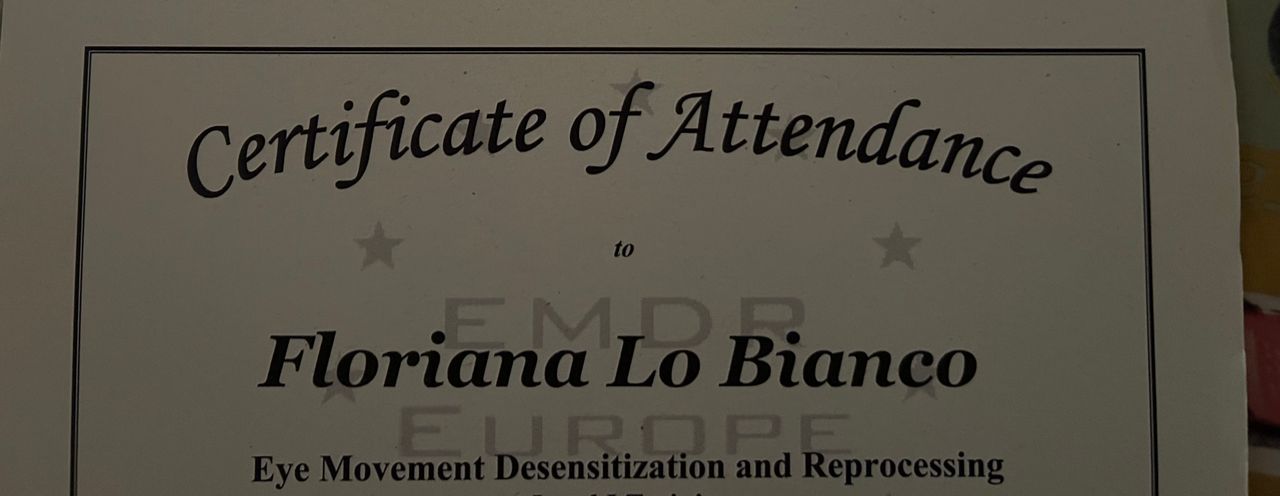 Certificate of Attendance
to
EMDR
Floriana Lo Bianco
EUROPE
Eye Movement Desensitization and Reprocessing